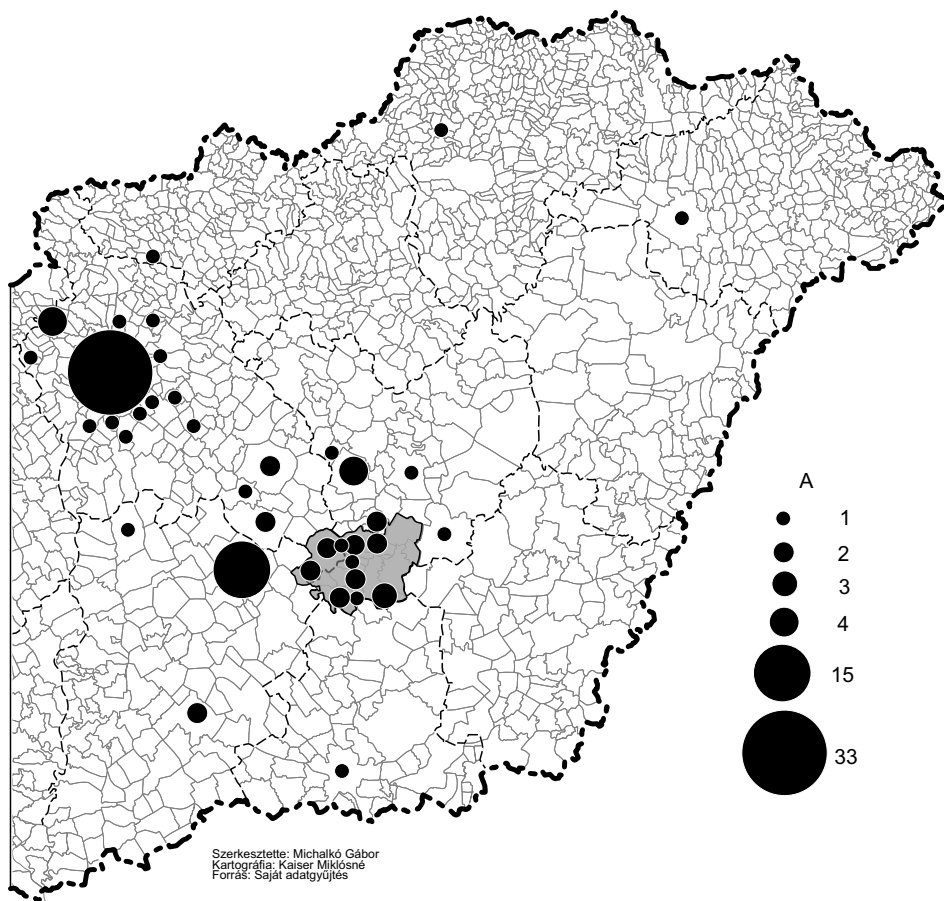 A
1
2
3
4
15
33
Szerkesztette: Michalkó Gábor
Kartográfia: Kaiser Miklósné
Forrás: Saját adatgyűjtés